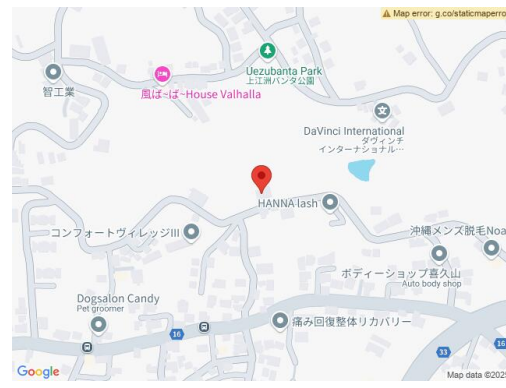 Map error: g.co/staticmaperro
Uezubanta Park
上江洲バンタ公園
智工業
風ば~ば~House Valhalla
DaVinci International
ダヴィンチ
インターナショナル…
HANNA lash
コンフォートヴィレッジIII
沖縄メンズ脱毛Noa
ボディーショップ喜久山
Auto body shop
Dogsalon Candy
Pet groomer
痛み回復整体リカバリー
16
16
33
Google
Map data ©202